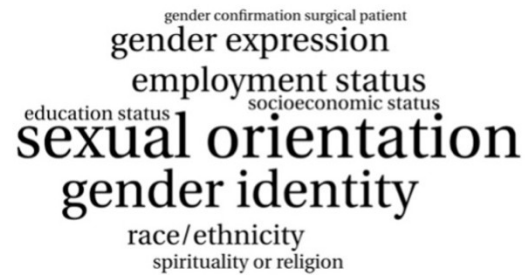 gender confirmation surgical patient
gender expression
employment status
socioeconomic status
education status
sexual orientation
gender identity
race/ethnicity
spirituality or religion